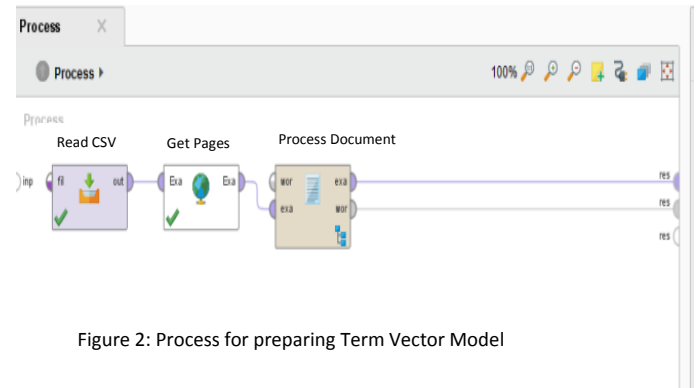 Process
Process
100%
Process
Read CSV
Get Pages
Process Document
inp
fil
out
Exa
Exa
wor
exa
exa
wor
res
res
res
Figure 2: Process for preparing Term Vector Model